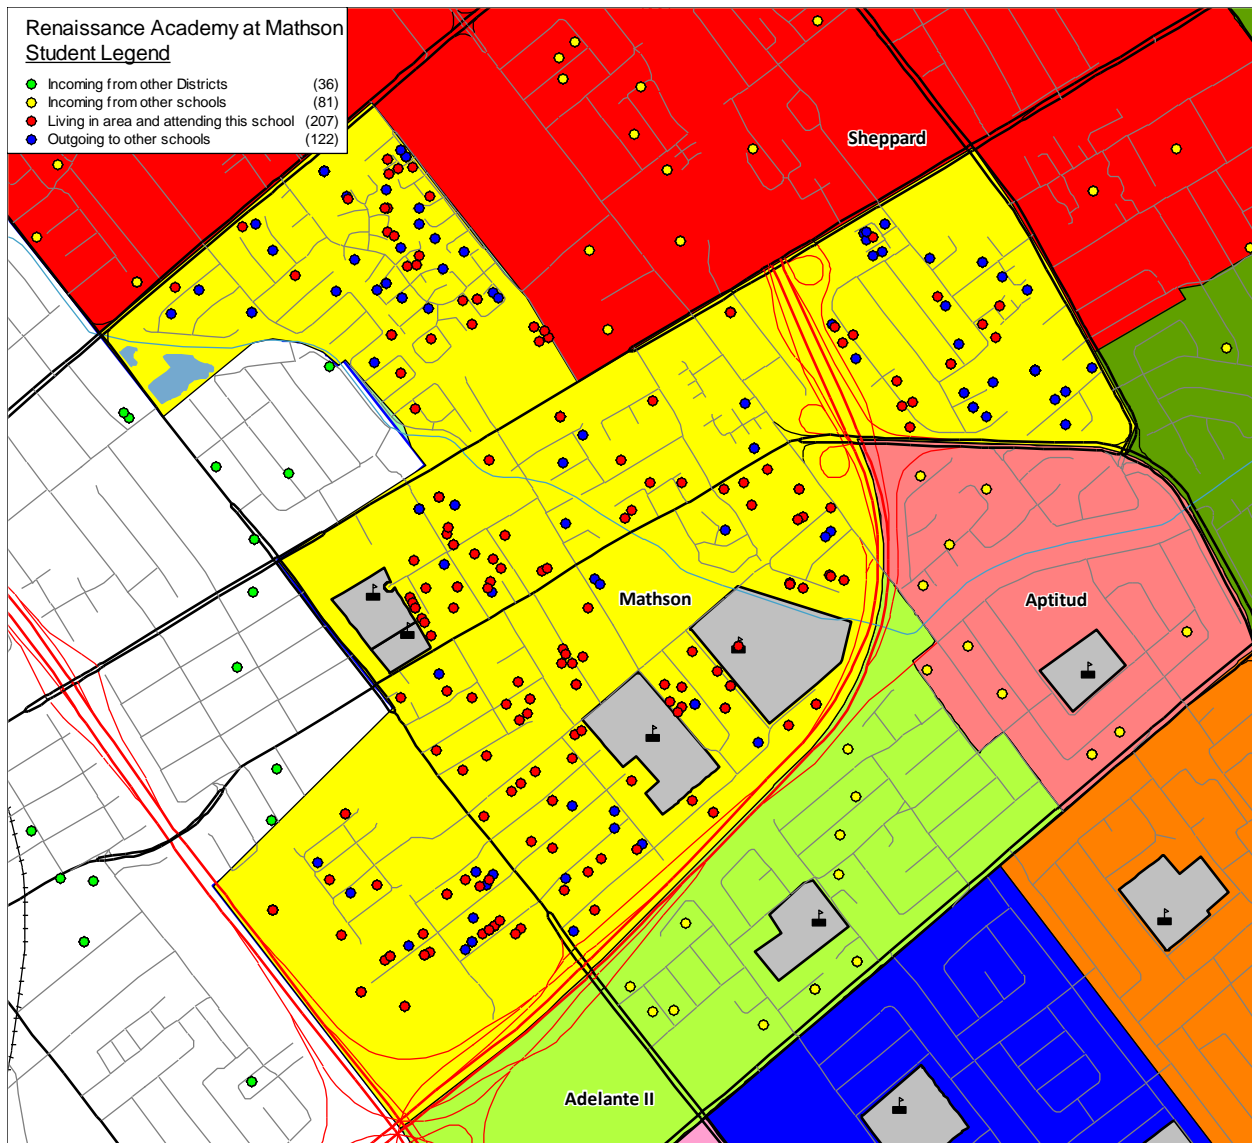 Renaissance Academy at Mathson
Student Legend
Incoming from other Districts (36)
Incoming from other schools (81)
Living in area and attending this school (207)
Outgoing to other schools (122)
Sheppard
Mathson
Aptitud
Adelante II